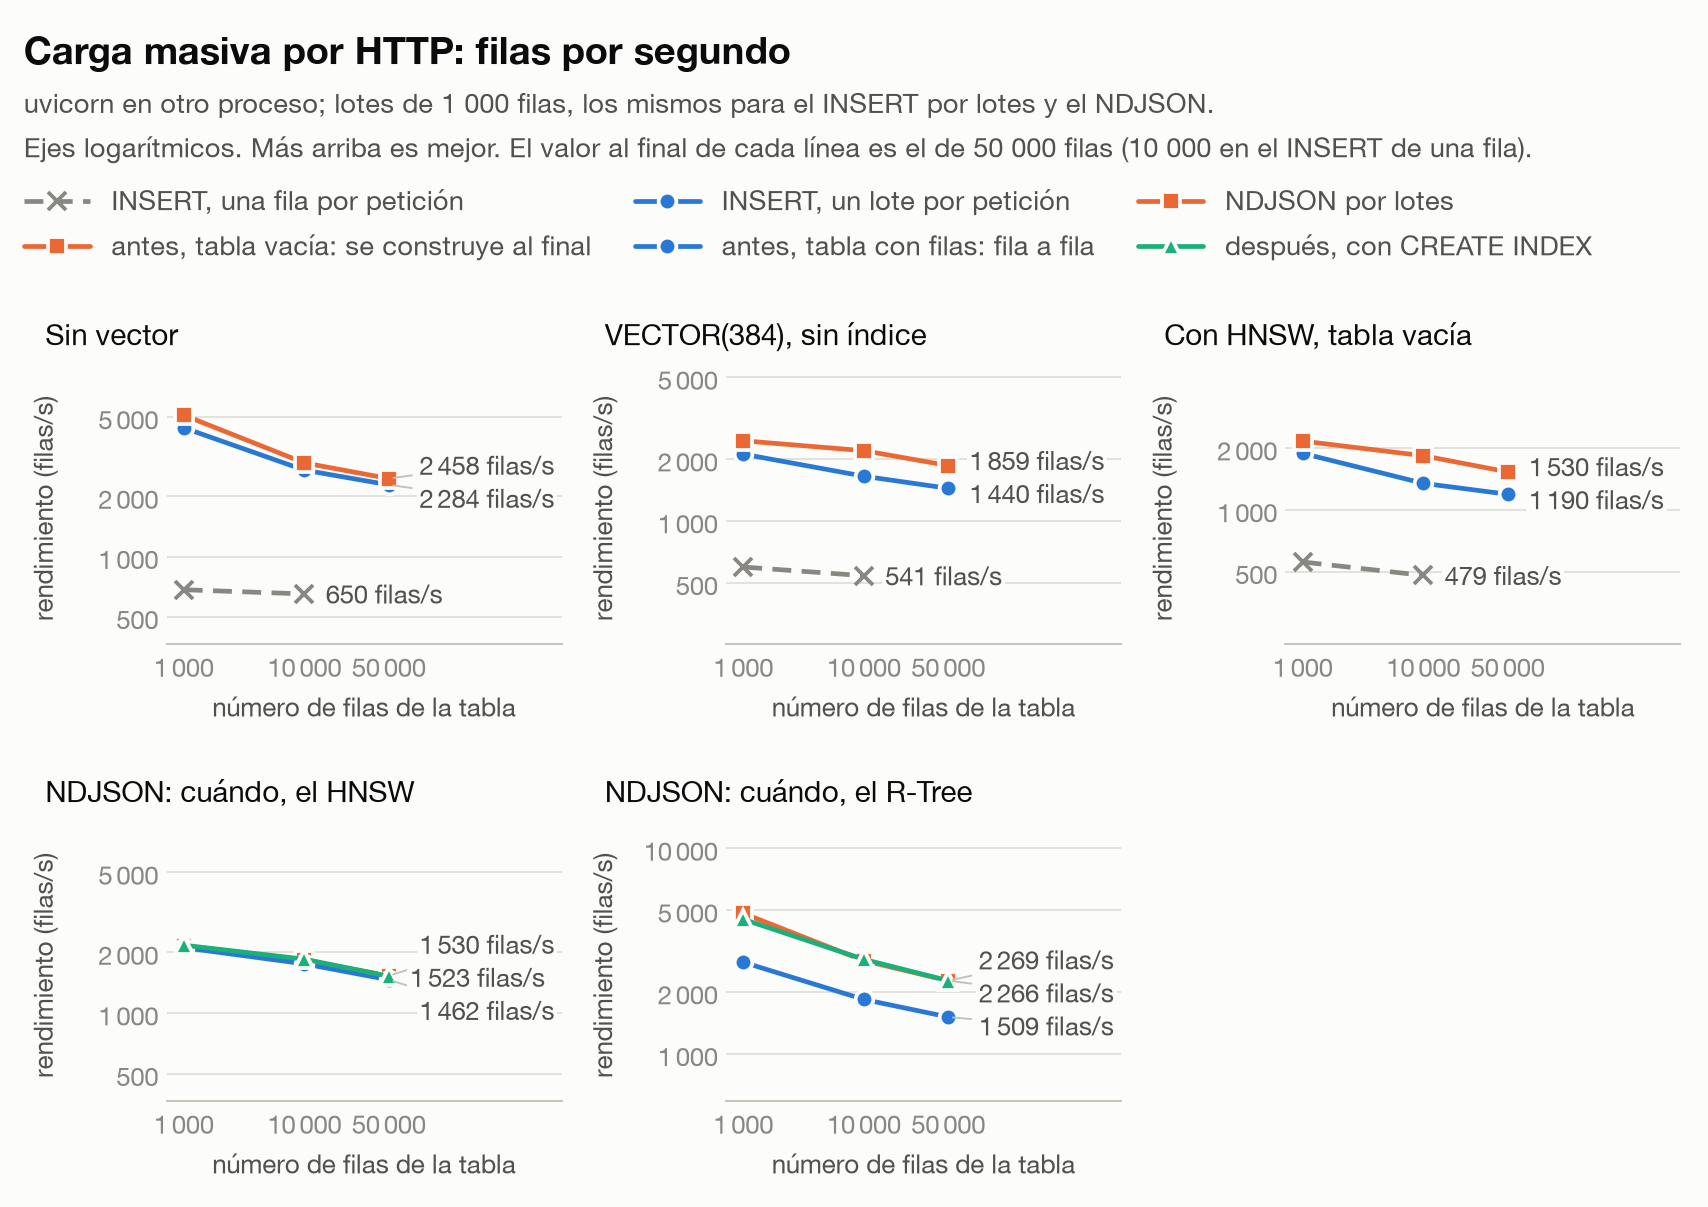 Carga masiva por HTTP: filas por segundo
uvicorn en otro proceso; lotes de 1 000 filas, los mismos para el INSERT por lotes y el NDJSON.
Ejes logarítmicos. Más arriba es mejor. El valor al final de cada línea es el de 50 000 filas (10 000 en el INSERT de una fila).
INSERT, una fila por petición
INSERT, un lote por petición
NDJSON por lotes
antes, tabla vacía: se construye al final
antes, tabla con filas: fila a fila
después, con CREATE INDEX
Sin vector
rendimiento (filas/s)
5 000
2 000
1 000
500
2 458 filas/s
2 284 filas/s
650 filas/s
1 000 10 000 50 000
número de filas de la tabla
VECTOR(384), sin índice
rendimiento (filas/s)
5 000
2 000
1 000
500
1 859 filas/s
1 440 filas/s
541 filas/s
1 000 10 000 50 000
número de filas de la tabla
Con HNSW, tabla vacía
rendimiento (filas/s)
2 000
1 000
500
1 530 filas/s
1 190 filas/s
479 filas/s
1 000 10 000 50 000
número de filas de la tabla
NDJSON: cuándo, el HNSW
rendimiento (filas/s)
5 000
2 000
1 000
500
1 530 filas/s
1 523 filas/s
1 462 filas/s
1 000 10 000 50 000
número de filas de la tabla
NDJSON: cuándo, el R-Tree
rendimiento (filas/s)
10 000
5 000
2 000
1 000
2 269 filas/s
2 266 filas/s
1 509 filas/s
1 000 10 000 50 000
número de filas de la tabla